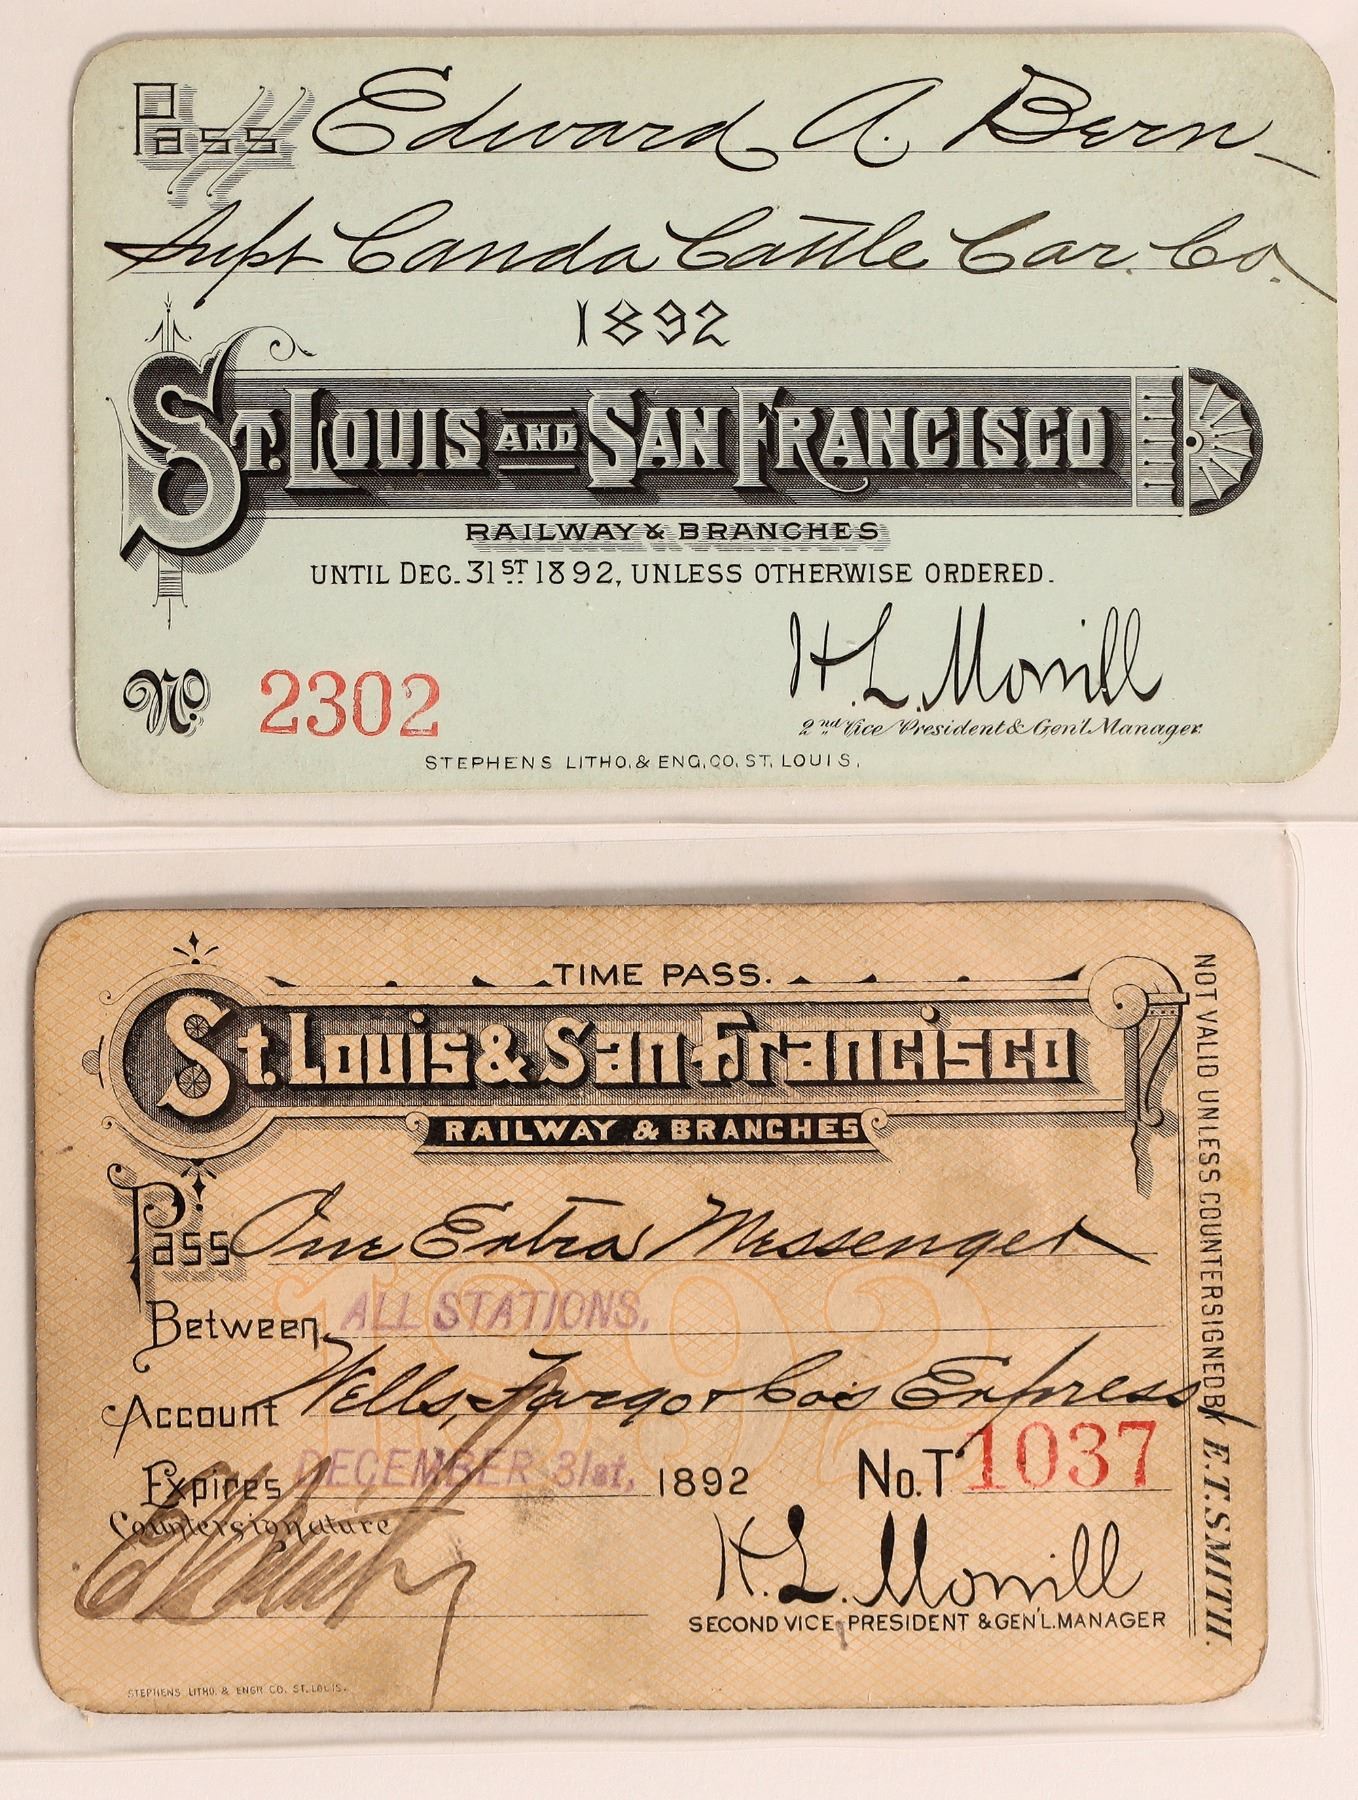 Pass Edward A. Bern
Supt Canda Cattle Car. Co.
1892
ST. LOUIS AND SAN FRANCISCO
RAILWAY & BRANCHES
UNTIL DEC. 31ST 1892, UNLESS OTHERWISE ORDERED.
No. 2302
H. L. Morrill
2nd Vice President & Gen'l Manager.
STEPHENS LITHO. & ENG. CO. ST. LOUIS.
TIME PASS.
St. Louis & San Francisco
RAILWAY & BRANCHES
Pass One Extra Messenger
Between ALL STATIONS.
Account Wells, Fargo & Co's Express
Expires DECEMBER 31st, 1892
No. T 1037
1892
Countersignature
H. L. Morrill
SECOND VICE PRESIDENT & GEN'L. MANAGER
STEPHENS LITHO. & ENGR CO. ST. LOUIS.
NOT VALID UNLESS COUNTERSIGNED BY E. T. SMITH.